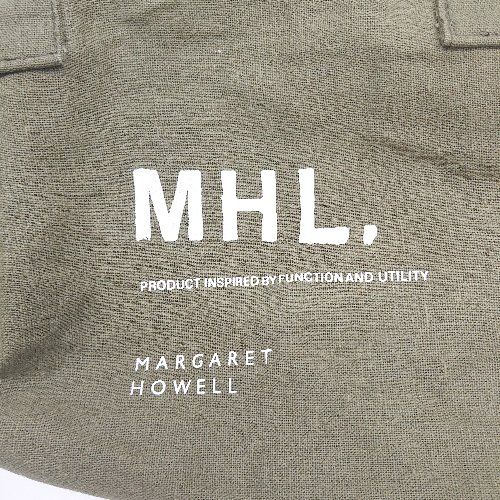 MHL.
PRODUCT INSPIRED BY FUNCTION AND UTILITY
MARGARET
HOWELL